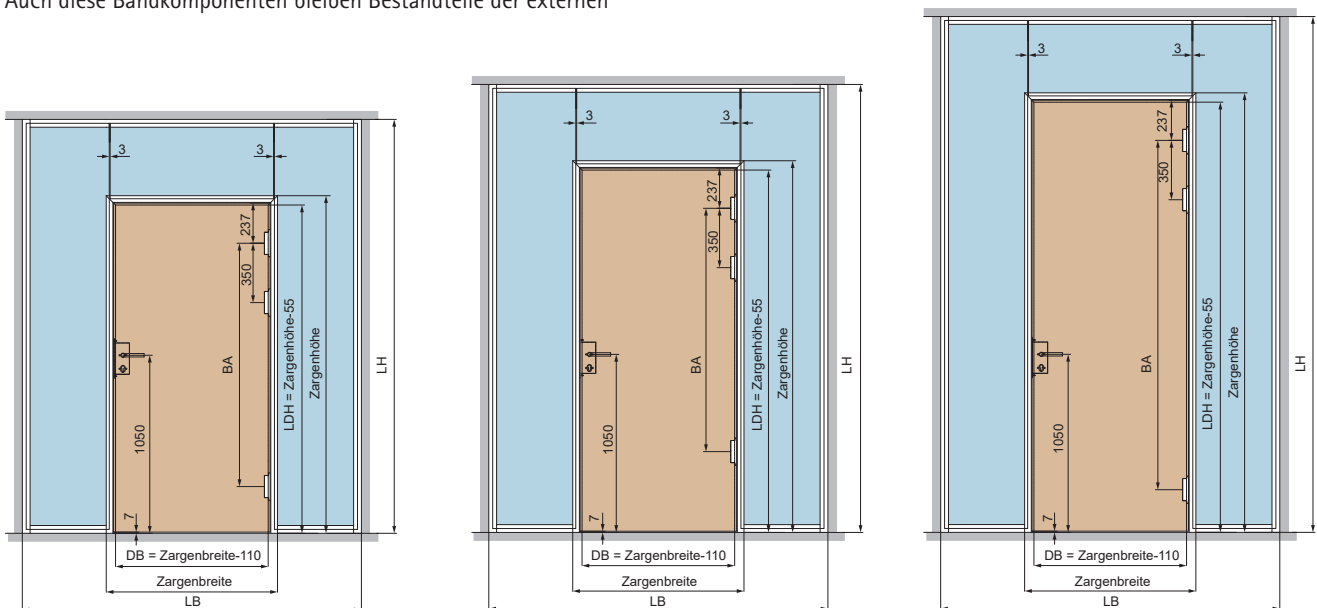 Auch diese Bandkomponenten bleiben Bestandteile der externen
3
3
237
350
BA
LDH = Zargenhöhe-55
Zargenhöhe
LH
1050
7
DB = Zargenbreite-110
Zargenbreite
LB
3
3
237
350
BA
LDH = Zargenhöhe-55
Zargenhöhe
LH
1050
7
DB = Zargenbreite-110
Zargenbreite
LB
3
3
237
350
BA
LDH = Zargenhöhe-55
Zargenhöhe
LH
1050
7
DB = Zargenbreite-110
Zargenbreite
LB